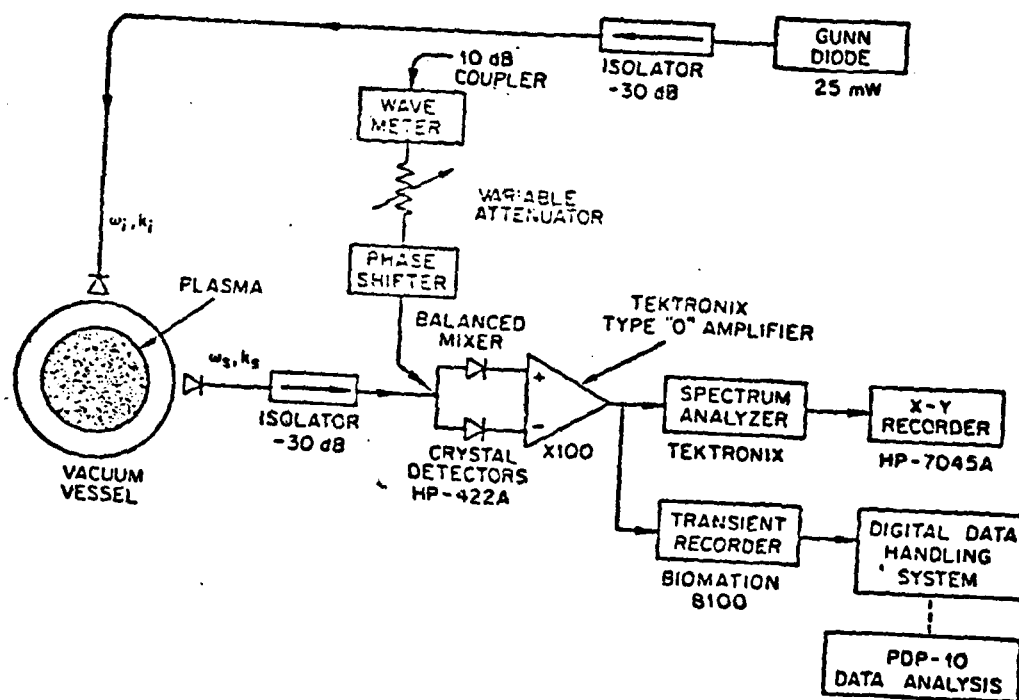 GUNN
DIODE
25 mW
ISOLATOR
-30 dB
10 dB
COUPLER
WAVE
METER
VARIABLE
ATTENUATOR
PHASE
SHIFTER
ωi, ki
PLASMA
VACUUM
VESSEL
ωs, ks
ISOLATOR
-30 dB
BALANCED
MIXER
CRYSTAL
DETECTORS
HP-422A
TEKTRONIX
TYPE "O" AMPLIFIER
+
-
X100
SPECTRUM
ANALYZER
TEKTRONIX
X-Y
RECORDER
HP-7045A
TRANSIENT
RECORDER
BIOMATION
8100
DIGITAL DATA
HANDLING
SYSTEM
PDP-10
DATA ANALYSIS